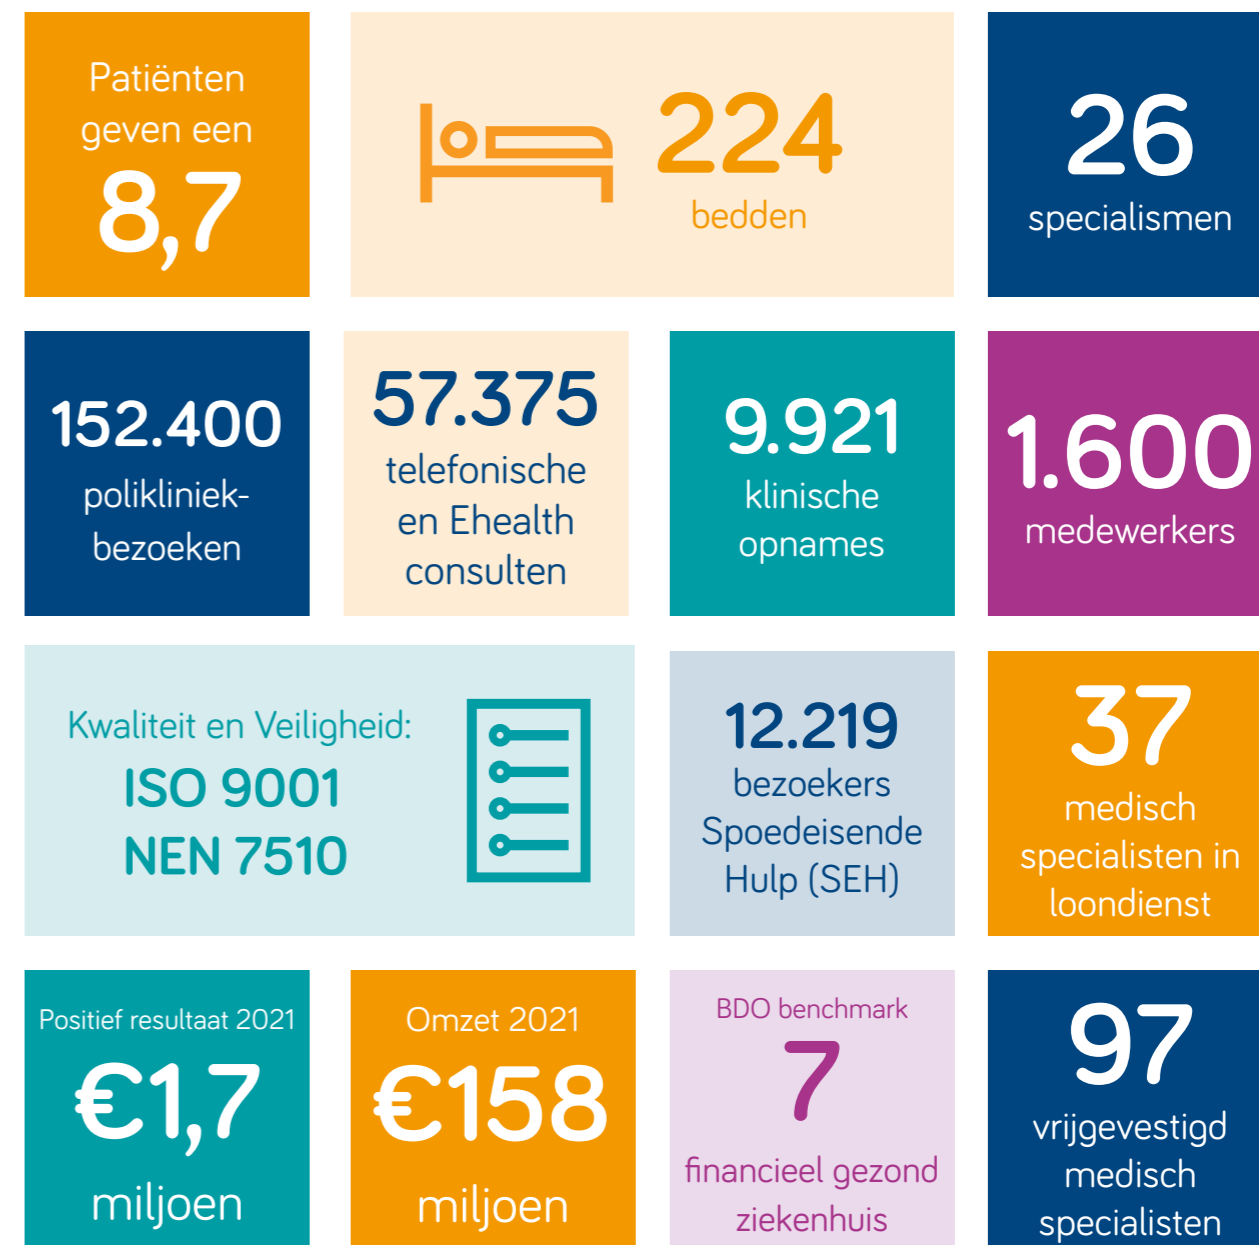 Patiënten
geven een
8,7
224
bedden
26
specialismen
152.400
polikliniek-
bezoeken
57.375
telefonische
en Ehealth
consulten
9.921
klinische
opnames
1.600
medewerkers
Kwaliteit en Veiligheid:
ISO 9001
NEN 7510
12.219
bezoekers
Spoedeisende
Hulp (SEH)
37
medisch
specialisten in
loondienst
Positief resultaat 2021
€1,7
miljoen
Omzet 2021
€158
miljoen
BDO benchmark
7
financieel gezond
ziekenhuis
97
vrijgevestigd
medisch
specialisten